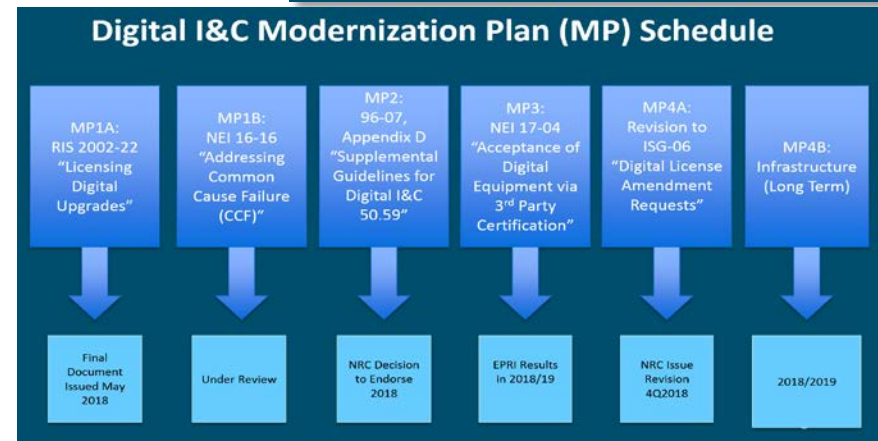 Digital I&C Modernization Plan (MP) Schedule
MP1A:
RIS 2002-22
“Licensing
Digital
Upgrades”
MP1B:
NEI 16-16
“Addressing
Common
Cause Failure
(CCF)”
MP2:
96-07,
Appendix D
“Supplemental
Guidelines for
Digital I&C
50.59”
MP3:
NEI 17-04
“Acceptance of
Digital
Equipment via
3rd Party
Certification”
MP4A:
Revision to
ISG-06
“Digital License
Amendment
Requests”
MP4B:
Infrastructure
(Long Term)
Final
Document
Issued May
2018
Under Review
NRC Decision
to Endorse
2018
EPRI Results
in 2018/19
NRC Issue
Revision
4Q2018
2018/2019